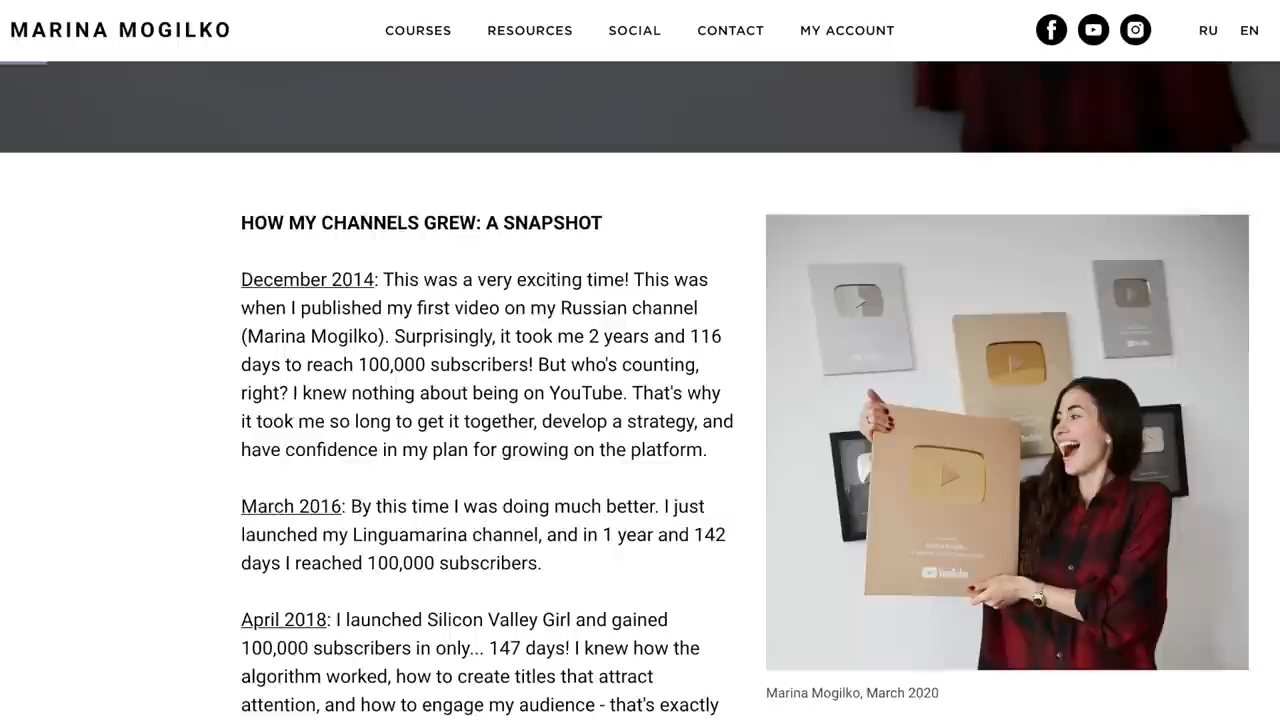 MARINA MOGILKO
COURSES RESOURCES SOCIAL CONTACT MY ACCOUNT RU EN
HOW MY CHANNELS GREW: A SNAPSHOT
December 2014: This was a very exciting time! This was
when I published my first video on my Russian channel
(Marina Mogilko). Surprisingly, it took me 2 years and 116
days to reach 100,000 subscribers! But who's counting,
right? I knew nothing about being on YouTube. That's why
it took me so long to get it together, develop a strategy, and
have confidence in my plan for growing on the platform.
March 2016: By this time I was doing much better. I just
launched my Linguamarina channel, and in 1 year and 142
days I reached 100,000 subscribers.
April 2018: I launched Silicon Valley Girl and gained
100,000 subscribers in only... 147 days! I knew how the
algorithm worked, how to create titles that attract
attention, and how to engage my audience - that's exactly
YouTube
Marina Mogilko, March 2020